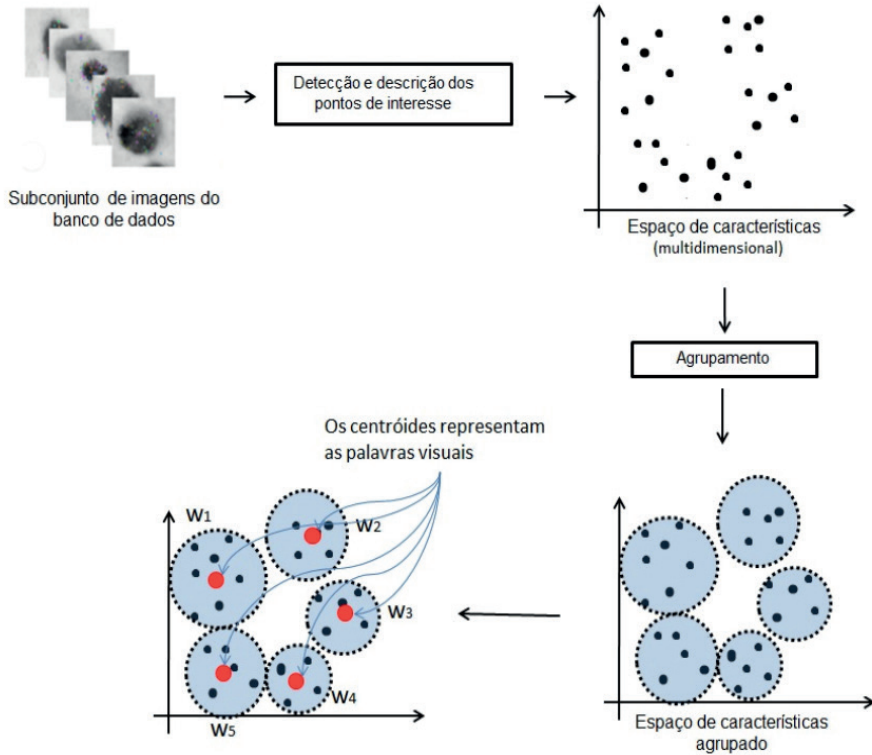 Subconjunto de imagens do
banco de dados
Detecção e descrição dos
pontos de interesse
Espaço de características
(multidimensional)
Agrupamento
Os centróides representam
as palavras visuais
W1
W2
W3
W4
W5
Espaço de características
agrupado